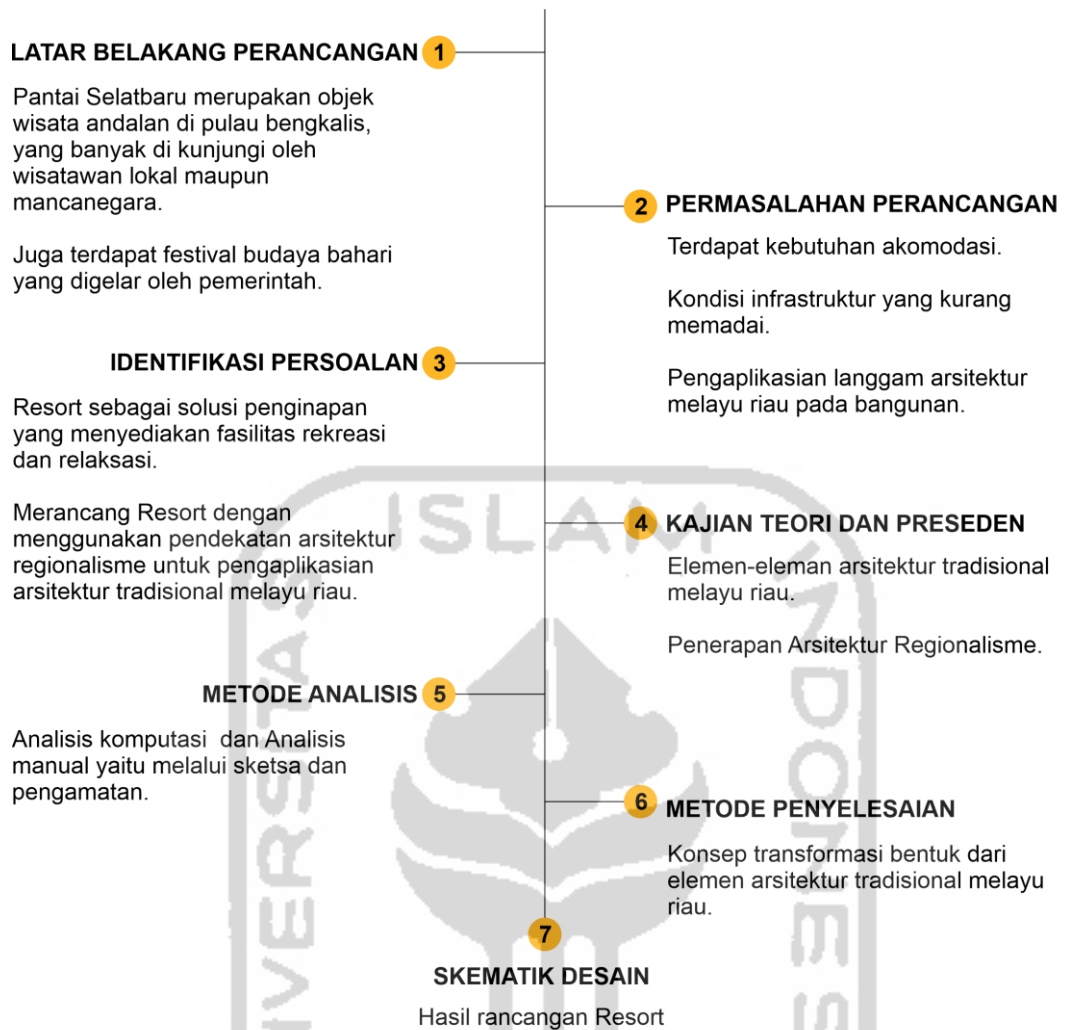 LATAR BELAKANG PERANCANGAN 1
Pantai Selatbaru merupakan objek
wisata andalan di pulau bengkalis,
yang banyak di kunjungi oleh
wisatawan lokal maupun
mancanegara.
Juga terdapat festival budaya bahari
yang digelar oleh pemerintah.
2 PERMASALAHAN PERANCANGAN
Terdapat kebutuhan akomodasi.
Kondisi infrastruktur yang kurang
memadai.
Pengaplikasian langgam arsitektur
melayu riau pada bangunan.
IDENTIFIKASI PERSOALAN 3
Resort sebagai solusi penginapan
yang menyediakan fasilitas rekreasi
dan relaksasi.
Merancang Resort dengan
menggunakan pendekatan arsitektur
regionalisme untuk pengaplikasian
arsitektur tradisional melayu riau.
4 KAJIAN TEORI DAN PRESEDEN
Elemen-eleman arsitektur tradisional
melayu riau.
Penerapan Arsitektur Regionalisme.
METODE ANALISIS 5
Analisis komputasi dan Analisis
manual yaitu melalui sketsa dan
pengamatan.
6 METODE PENYELESAIAN
Konsep transformasi bentuk dari
elemen arsitektur tradisional melayu
riau.
7
SKEMATIK DESAIN
Hasil rancangan Resort
ISLAM